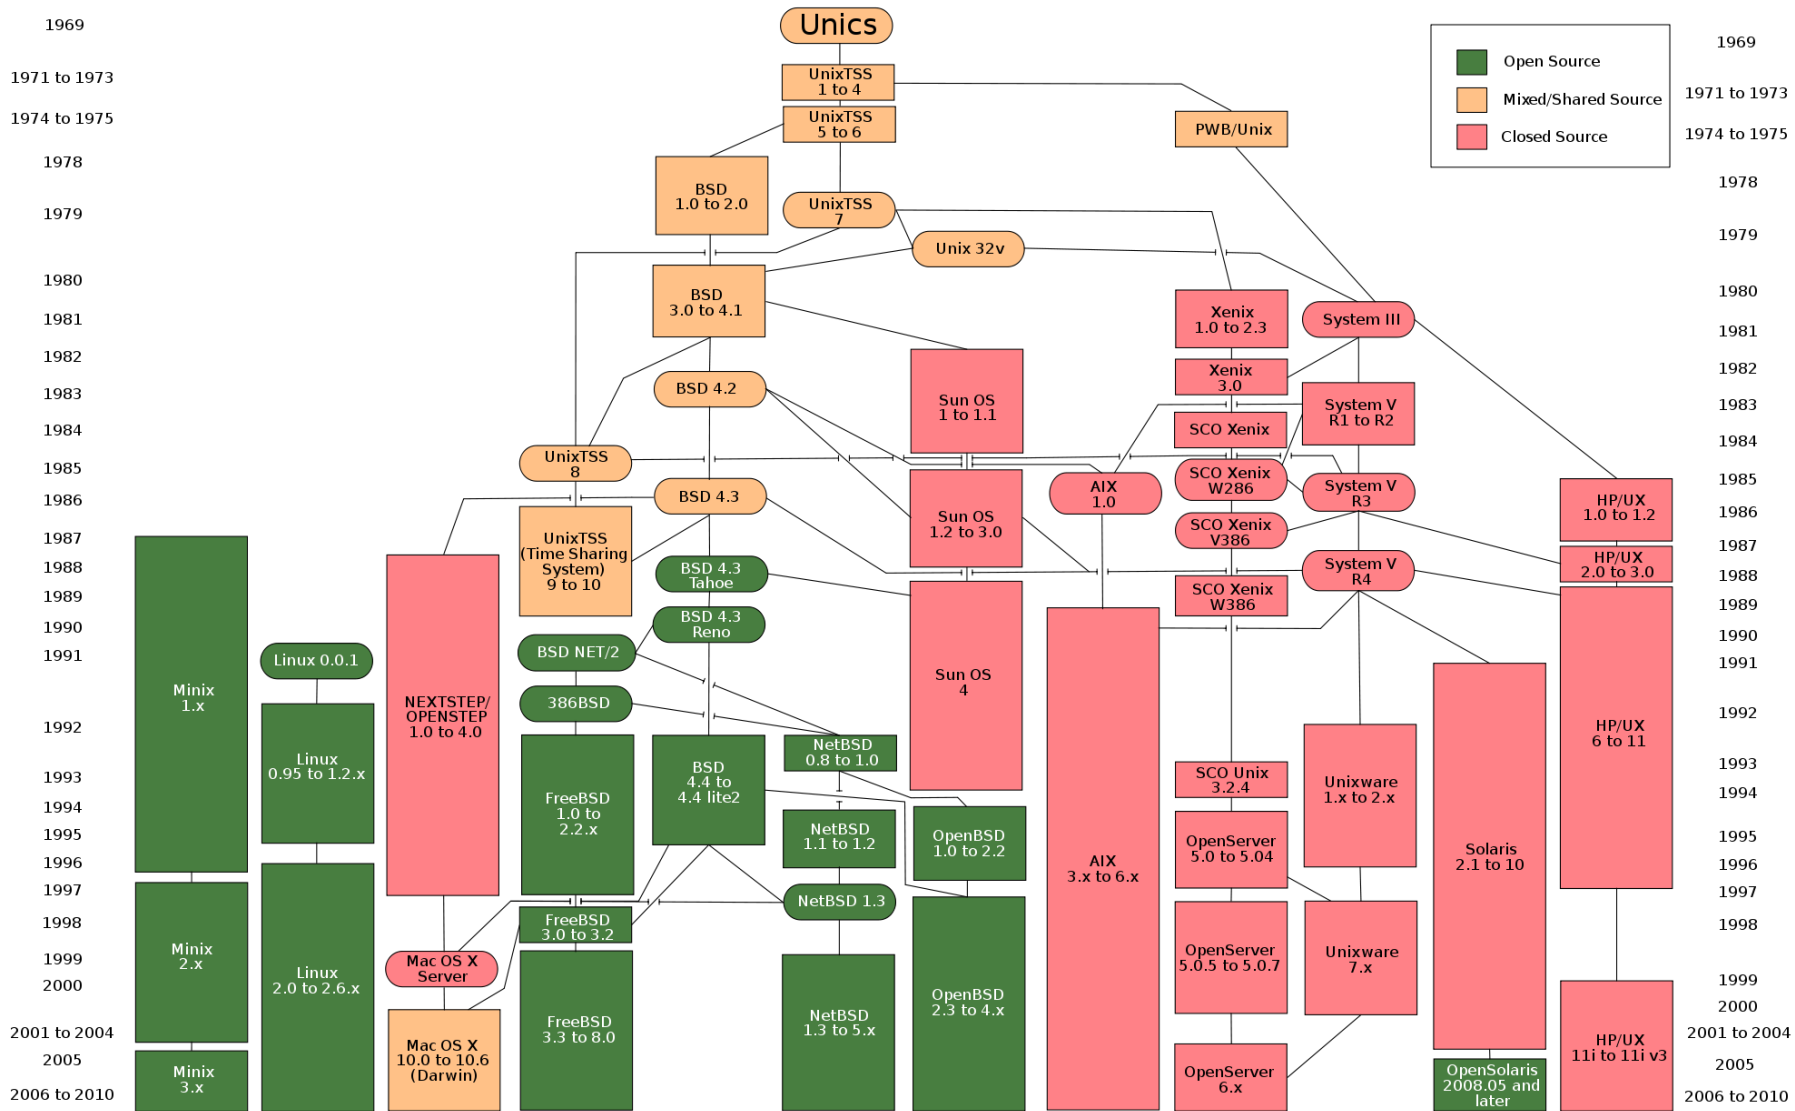 Unics
UnixTSS
1 to 4
UnixTSS
5 to 6
PWB/Unix
Open Source
Mixed/Shared Source
Closed Source
1969
1971 to 1973
1974 to 1975
1978
1979
1980
1981
1982
1983
1984
1985
1986
1987
1988
1989
1990
1991
1992
1993
1994
1995
1996
1997
1998
1999
2000
2001 to 2004
2005
2006 to 2010
1969
1971 to 1973
1974 to 1975
1978
1979
1980
1981
1982
1983
1984
1985
1986
1987
1988
1989
1990
1991
1992
1993
1994
1995
1996
1997
1998
1999
2000
2001 to 2004
2005
2006 to 2010
BSD
1.0 to 2.0
UnixTSS
7
Unix 32v
BSD
3.0 to 4.1
Xenix
1.0 to 2.3
System III
Xenix
3.0
BSD 4.2
Sun OS
1 to 1.1
System V
R1 to R2
SCO Xenix
UnixTSS
8
SCO Xenix
W286
AIX
1.0
System V
R3
BSD 4.3
HP/UX
1.0 to 1.2
Sun OS
1.2 to 3.0
SCO Xenix
V386
UnixTSS
(Time Sharing
System)
9 to 10
BSD 4.3
Tahoe
System V
R4
HP/UX
2.0 to 3.0
SCO Xenix
W386
BSD 4.3
Reno
BSD NET/2
Linux 0.0.1
Minix
1.x
NEXTSTEP/
OPENSTEP
1.0 to 4.0
386BSD
Sun OS
4
HP/UX
6 to 11
Linux
0.95 to 1.2.x
BSD
4.4 to
4.4 lite2
NetBSD
0.8 to 1.0
SCO Unix
3.2.4
Unixware
1.x to 2.x
FreeBSD
1.0 to
2.2.x
NetBSD
1.1 to 1.2
OpenBSD
1.0 to 2.2
AIX
3.x to 6.x
OpenServer
5.0 to 5.04
Solaris
2.1 to 10
NetBSD 1.3
FreeBSD
3.0 to 3.2
Minix
2.x
Linux
2.0 to 2.6.x
Mac OS X
Server
OpenServer
5.0.5 to 5.0.7
Unixware
7.x
OpenBSD
2.3 to 4.x
FreeBSD
3.3 to 8.0
NetBSD
1.3 to 5.x
Mac OS X
10.0 to 10.6
(Darwin)
HP/UX
11i to 11i v3
Minix
3.x
OpenServer
6.x
OpenSolaris
2008.05 and
later